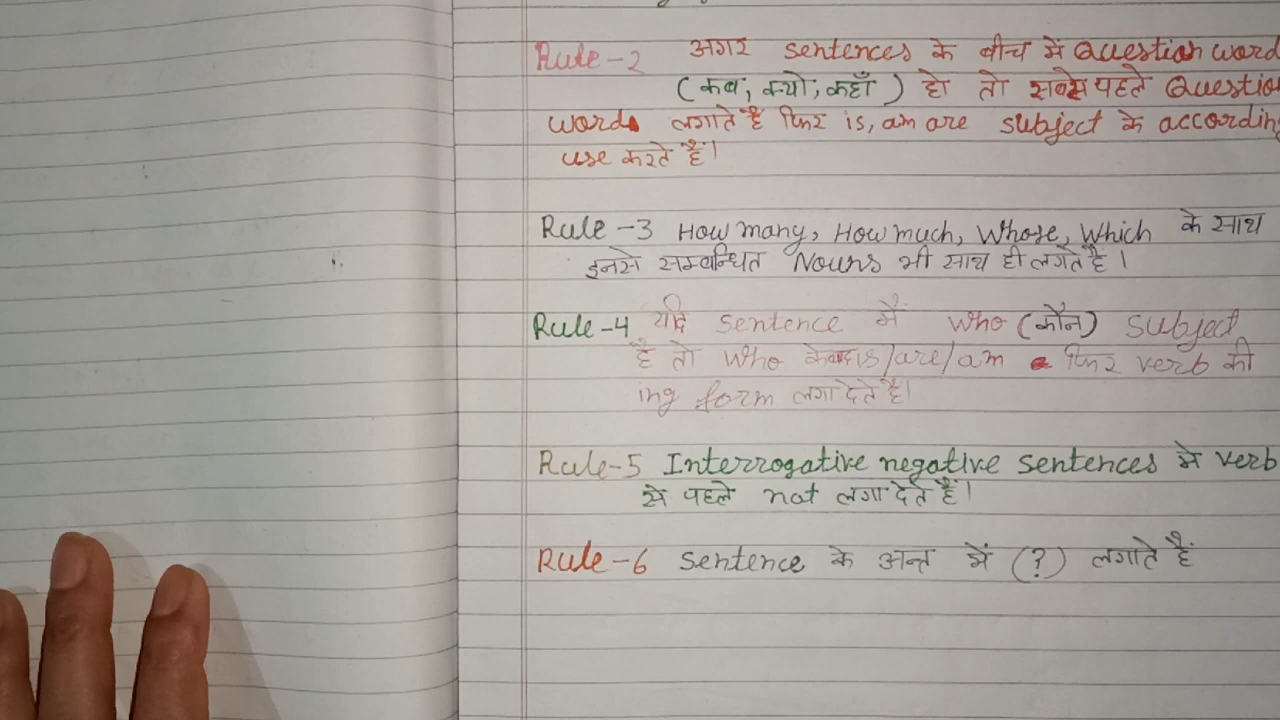 Rule-2 अगर sentences के बीच में Question word
(कब, क्यो, कहाँ) हो तो सबसे पहले Questio
word लगाते हैं फिर is, am are subject के accordin
use करते हैं।
Rule-3 How many, How much, Whose, Which के साथ
इनसे सम्बन्धित Nouns भी साथ ही लगते है।
Rule-4 यदि sentence में who (कौन) subject
है तो who के बाद is/are/am फिर verb की
ing form लगा देते है।
Rule-5 Interrogative negative sentences मे verb
से पहले not लगा देते हैं।
Rule-6 sentence के अन्त में (?) लगाते हैं